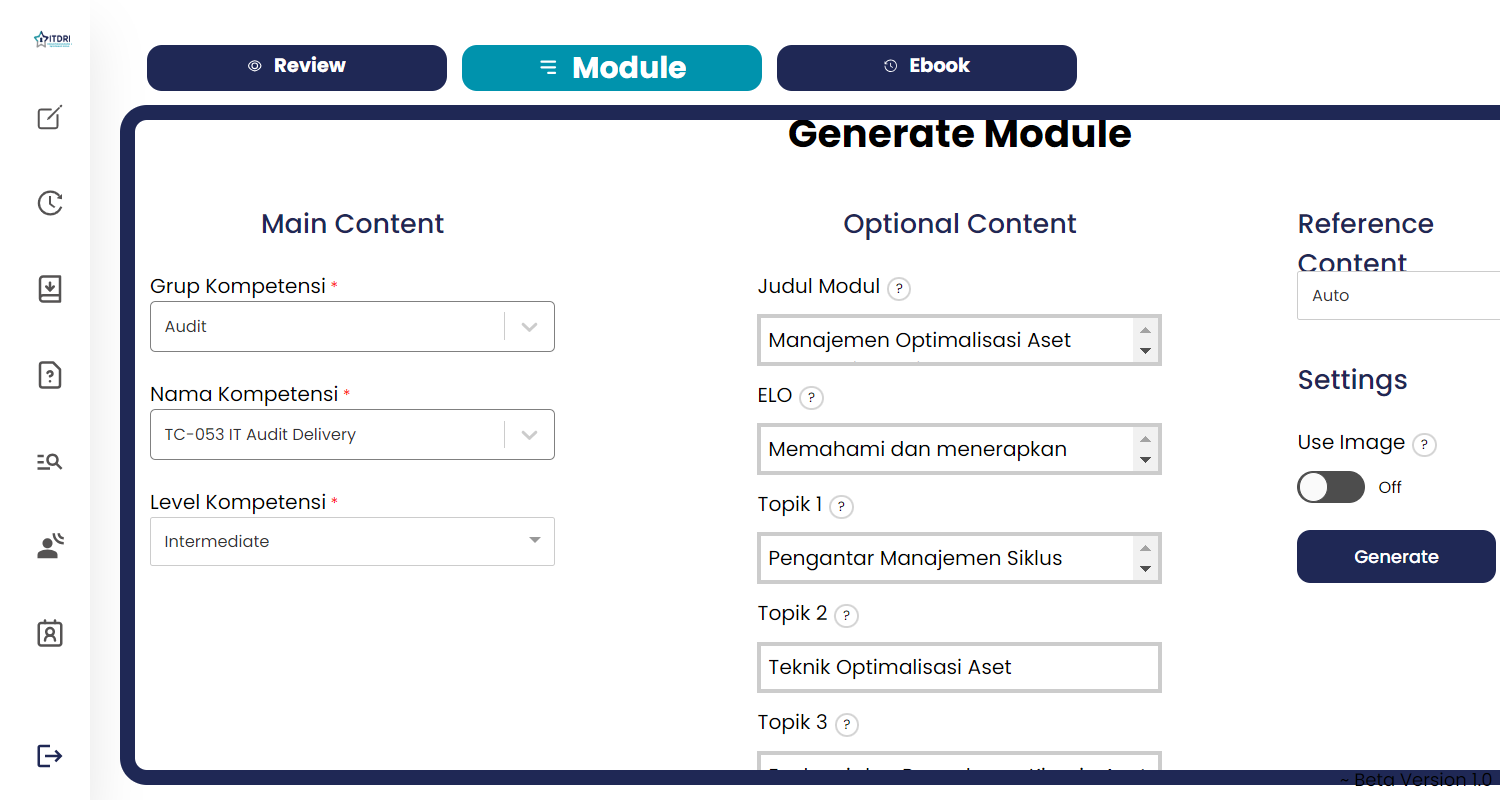 ITDRI
Review
Module
Ebook
Generate Module
Main Content
Grup Kompetensi *
Audit
Nama Kompetensi *
TC-053 IT Audit Delivery
Level Kompetensi *
Intermediate
Optional Content
Judul Modul ?
Manajemen Optimalisasi Aset
ELO ?
Memahami dan menerapkan
Topik 1 ?
Pengantar Manajemen Siklus
Topik 2 ?
Teknik Optimalisasi Aset
Topik 3 ?
Reference
Content
Auto
Settings
Use Image ?
Off
Generate
~ Beta Version 1.0